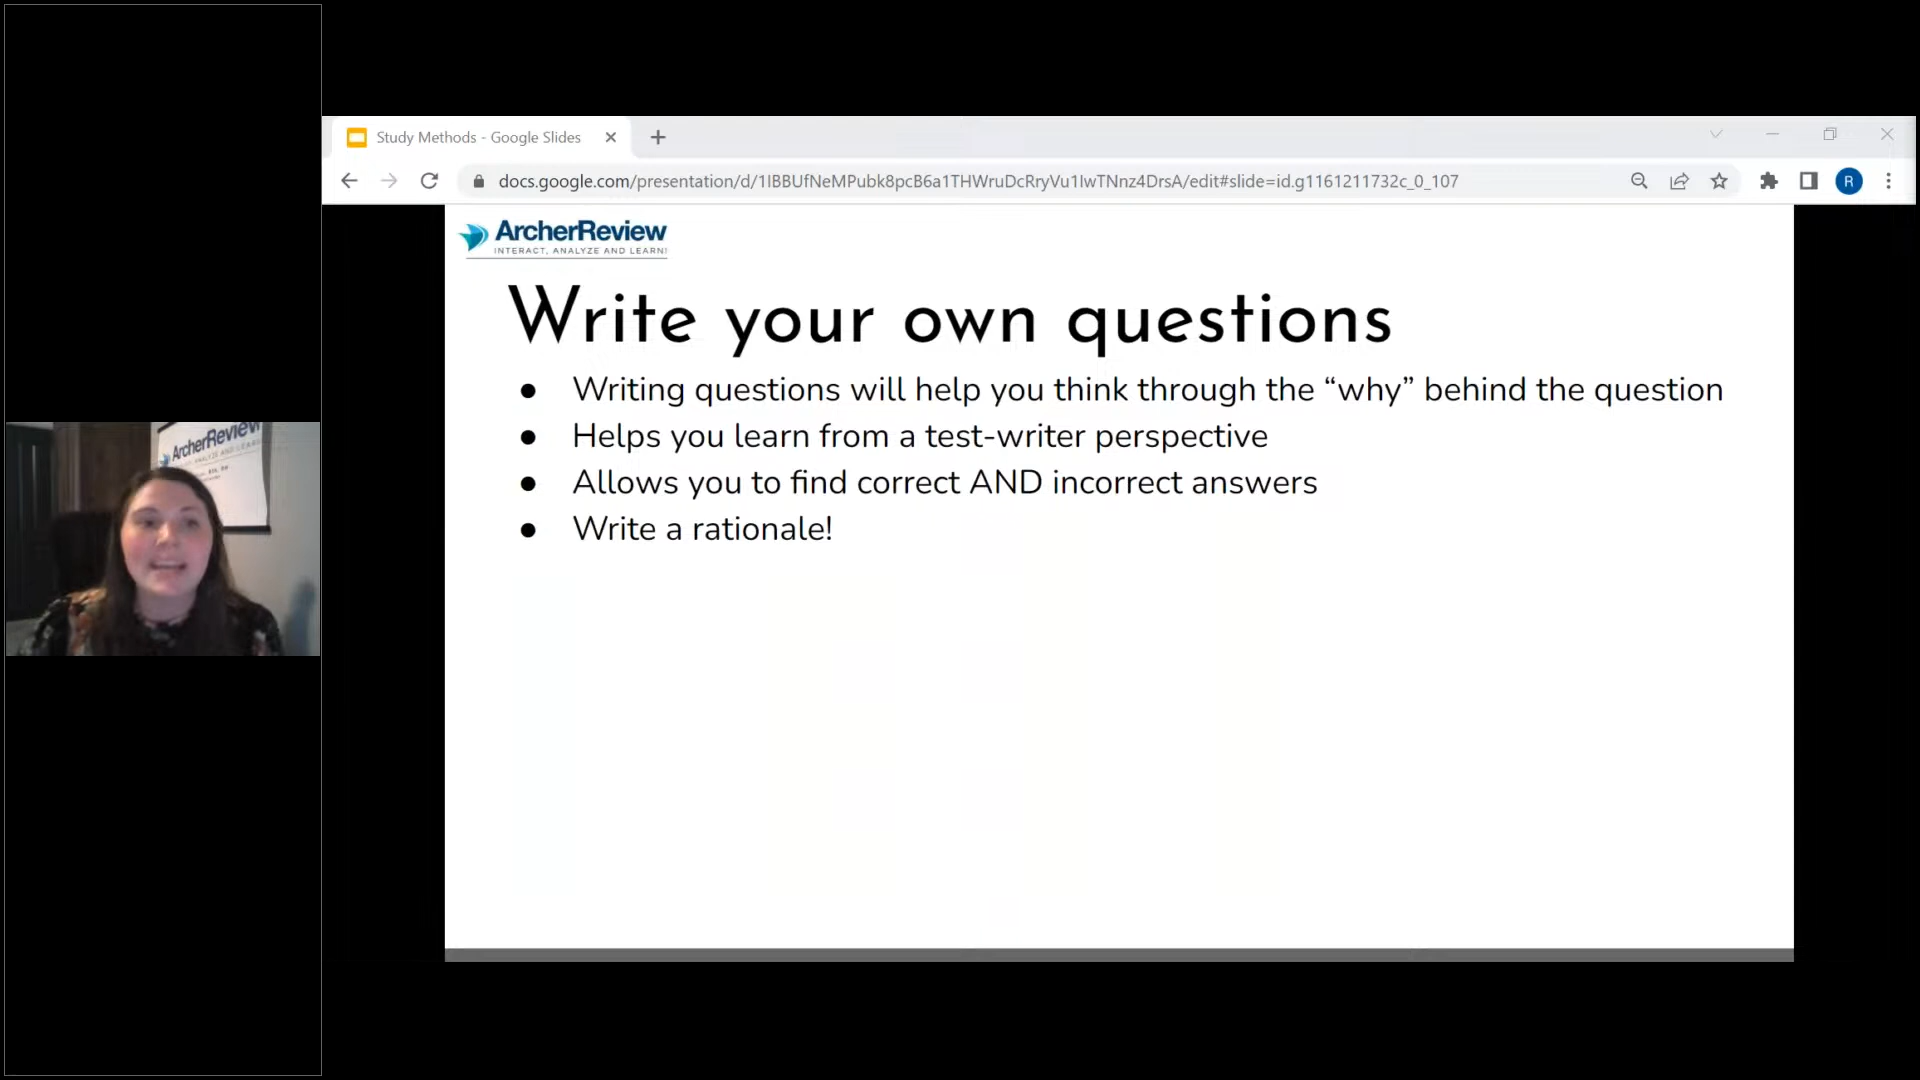 Study Methods - Google Slides
docs.google.com/presentation/d/1IBBUfNeMPubk8pcB6a1THWruDcRryVu1IwTNnz4DrsA/edit#slide=id.g1161211732c_0_107
R
ArcherReview
INTERACT, ANALYZE AND LEARN!
Write your own questions
● Writing questions will help you think through the “why” behind the question
● Helps you learn from a test-writer perspective
● Allows you to find correct AND incorrect answers
● Write a rationale!
ArcherReview